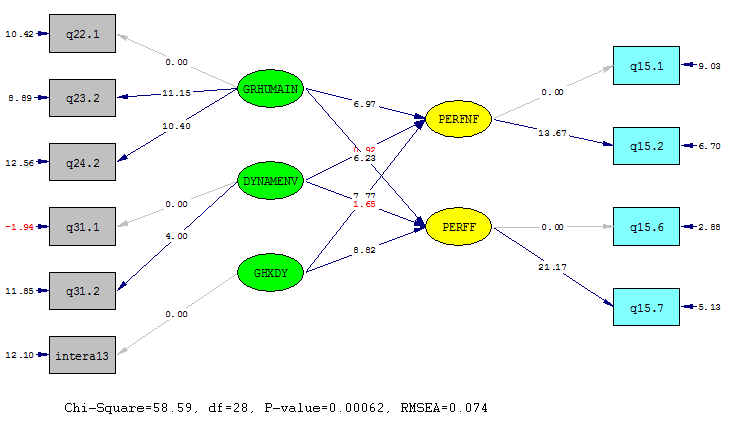 10.42 q22.1
0.00
q15.1 9.03
8.89 q23.2 11.15 GRHUMAIN
0.00
6.97
PERFNF
10.40
13.67
q15.2 6.70
0.92
6.23
12.56 q24.2
DYNAMENV
7.77
1.65
0.00
-1.94 q31.1
PERFF 0.00 q15.6 2.88
4.00
8.82
21.17
GHXDY
11.85 q31.2
q15.7 5.13
0.00
12.10 intera13
Chi-Square=58.59, df=28, P-value=0.00062, RMSEA=0.074